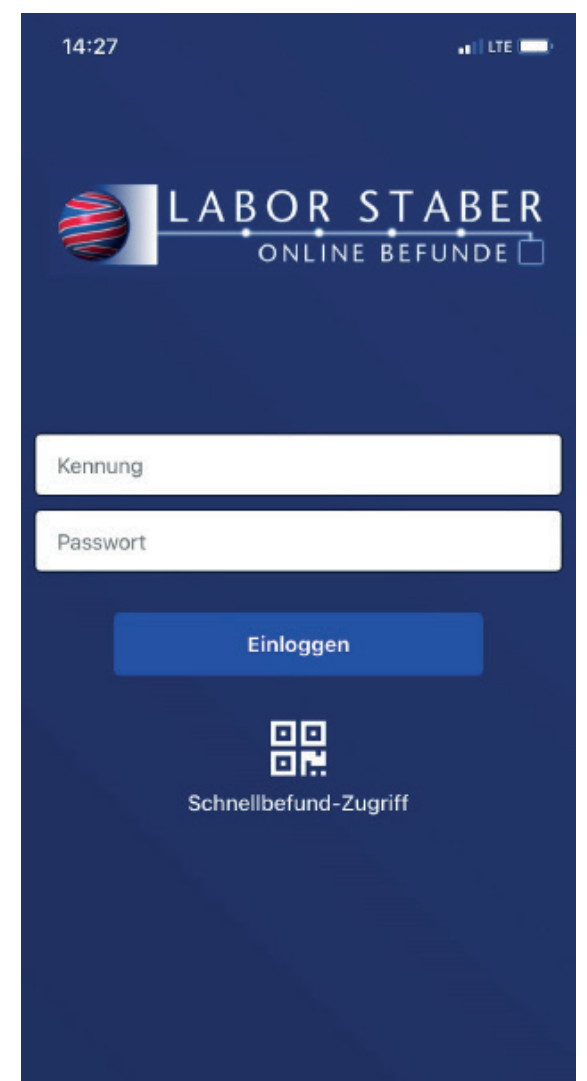 14:27
LTE
LABOR STABER
ONLINE BEFUNDE
Kennung
Passwort
Einloggen
Schnellbefund-Zugriff